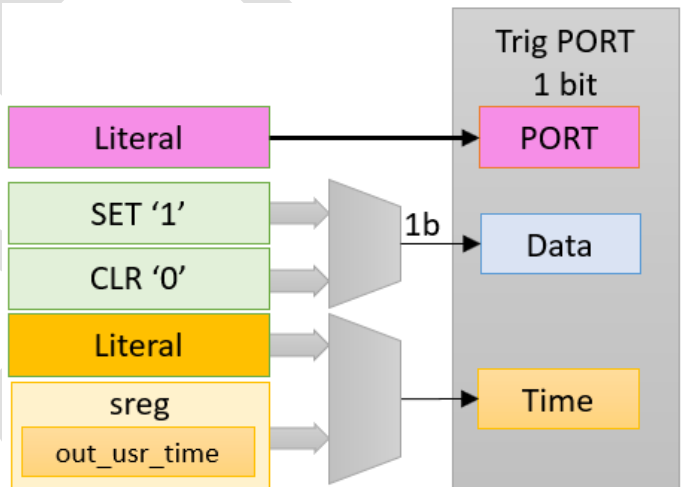 Trig PORT
1 bit
Literal
PORT
SET ‘1’
1b
Data
CLR ‘0’
Literal
sreg
Time
out_usr_time